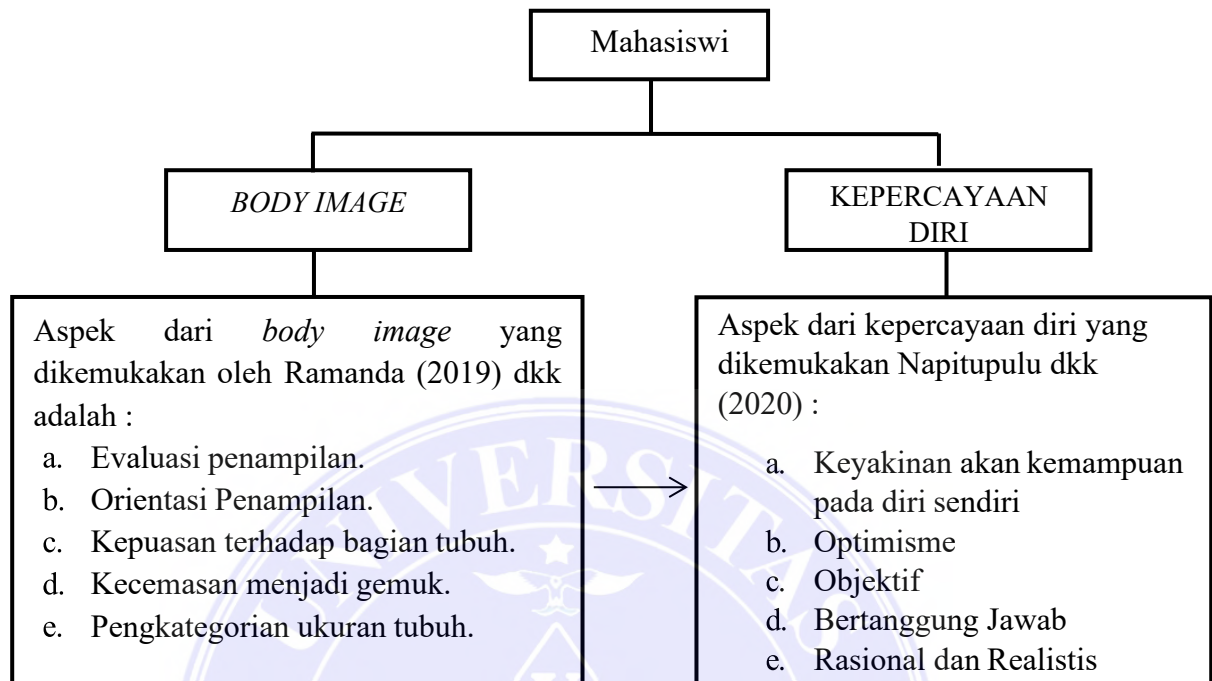 Mahasiswi
BODY IMAGE
KEPERCAYAAN
DIRI
Aspek dari body image yang
dikemukakan oleh Ramanda (2019) dkk
adalah :
a. Evaluasi penampilan.
b. Orientasi Penampilan.
c. Kepuasan terhadap bagian tubuh.
d. Kecemasan menjadi gemuk.
e. Pengkategorian ukuran tubuh.
Aspek dari kepercayaan diri yang
dikemukakan Napitupulu dkk
(2020) :
a. Keyakinan akan kemampuan
pada diri sendiri
b. Optimisme
c. Objektif
d. Bertanggung Jawab
e. Rasional dan Realistis
UNIVERSITAS